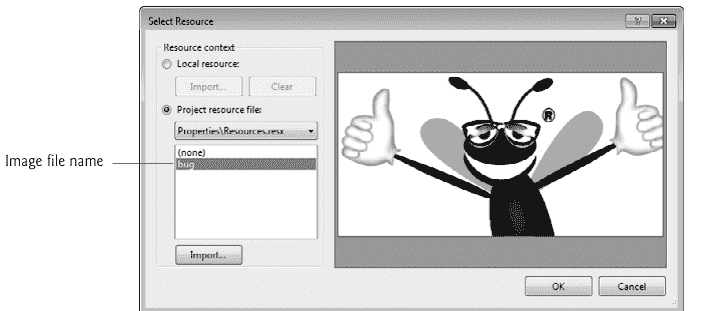 Select Resource
Resource context
Local resource:
Import...
Clear
Project resource file:
Properties\Resources.resx
(none)
bug
Import...
Image file name
®
OK
Cancel